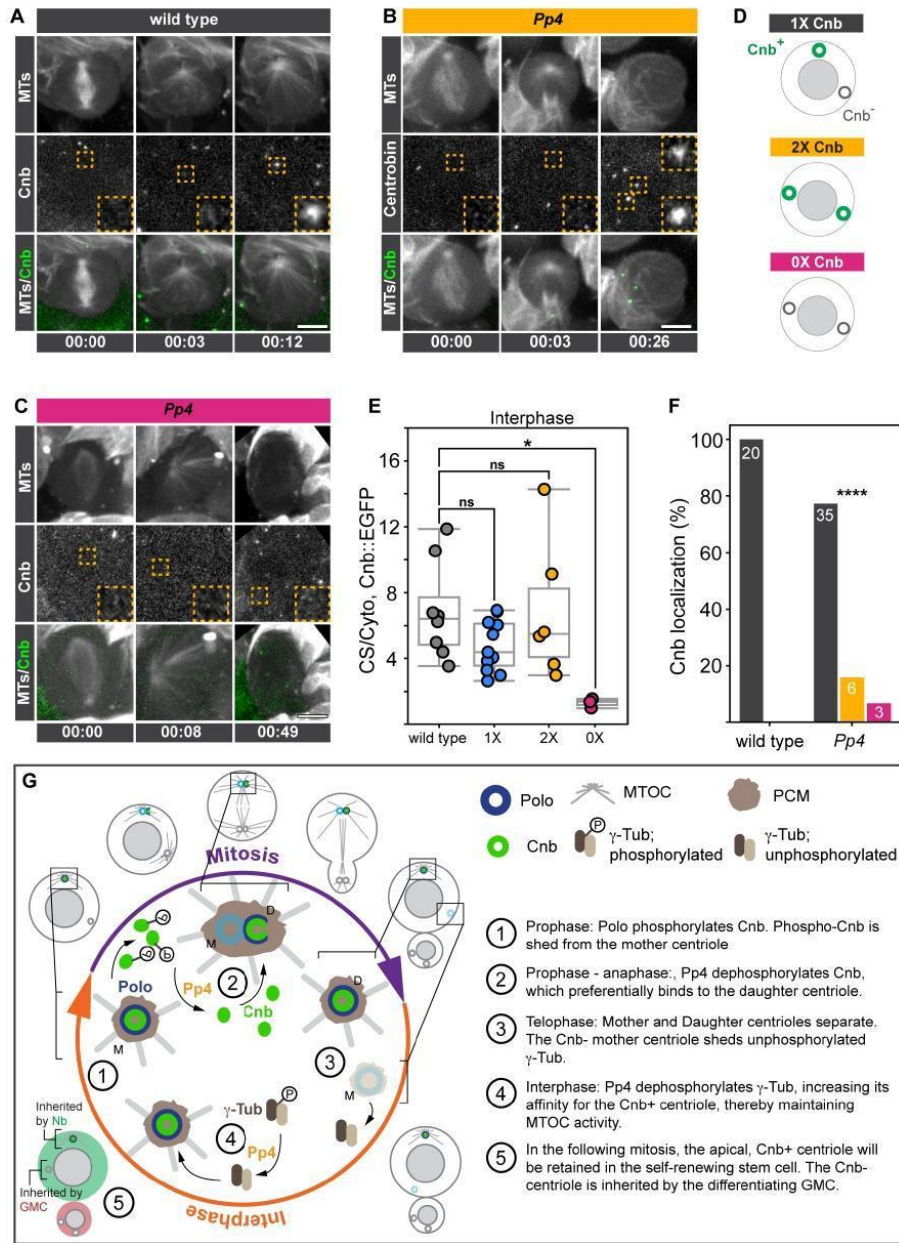 A
wild type
MTs
Cnb
MTs/Cnb
00:00
00:03
00:12
B
Pp4
MTs
Centrobin
MTs/Cnb
00:00
00:03
00:26
D
1X Cnb
Cnb+
Cnb-
2X Cnb
0X Cnb
C
Pp4
MTs
Cnb
MTs/Cnb
00:00
00:08
00:49
E
Interphase
CS/Cyto, Cnb::EGFP
16
12
8
4
*
ns
ns
wild type
1X
2X
0X
F
Cnb localization (%)
100
80
60
40
20
20
35
****
6
3
wild type
Pp4
G
Mitosis
Interphase
Polo
M
P
P
P
Pp4
Cnb
M
D
D
M
1
2
3
4
5
γ-Tub
P
Pp4
Inherited
by Nb
Inherited
by GMC
Polo
MTOC
PCM
Cnb
P
γ-Tub;
phosphorylated
γ-Tub;
unphosphorylated
1 Prophase: Polo phosphorylates Cnb. Phospho-Cnb is
shed from the mother centriole
2 Prophase - anaphase:, Pp4 dephosphorylates Cnb,
which preferentially binds to the daughter centriole.
3 Telophase: Mother and Daughter centrioles separate.
The Cnb- mother centriole sheds unphosphorylated
γ-Tub.
4 Interphase: Pp4 dephosphorylates γ-Tub, increasing its
affinity for the Cnb+ centriole, thereby maintaining
MTOC activity.
5 In the following mitosis, the apical, Cnb+ centriole will
be retained in the self-renewing stem cell. The Cnb-
centriole is inherited by the differentiating GMC.